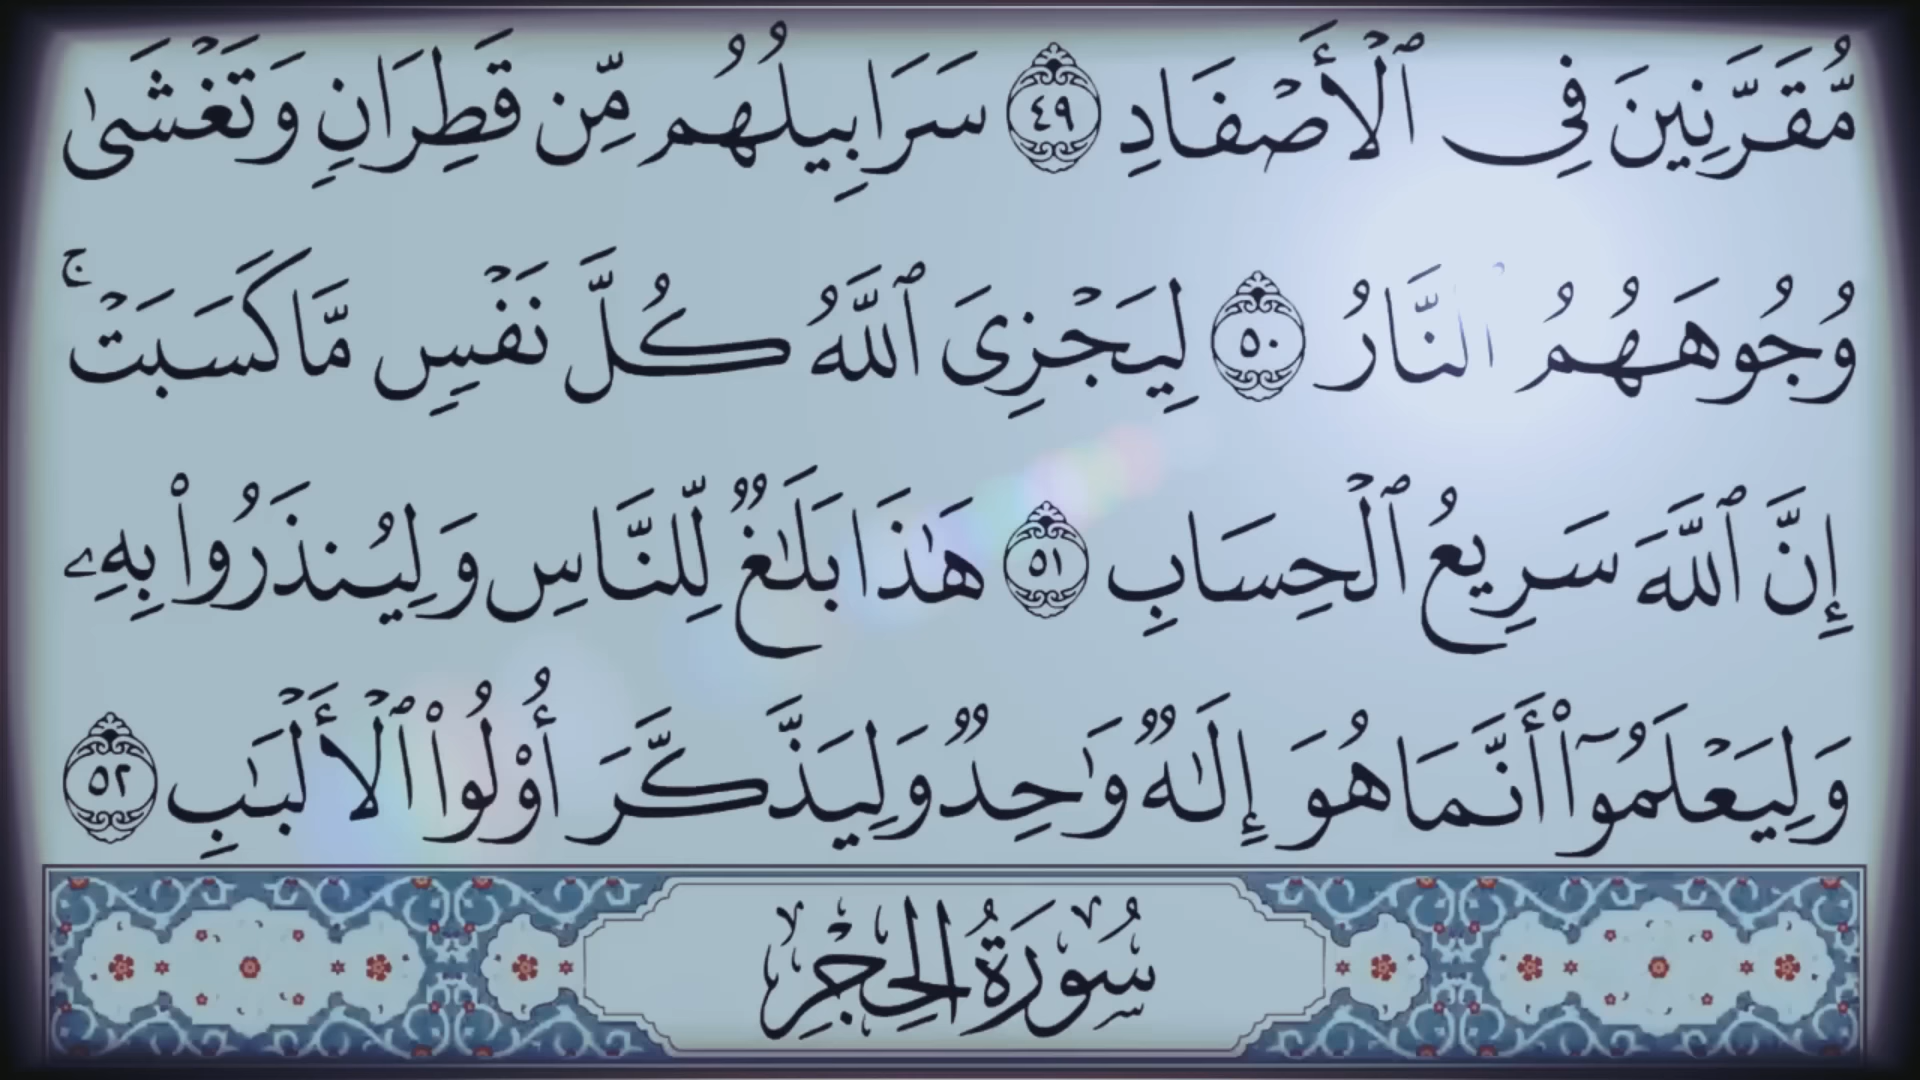 مُّقَرَّنِينَ فِى ٱلْأَصْفَادِ ٤٩ سَرَابِيلُهُم مِّن قَطِرَانٍ وَتَغْشَىٰ
وُجُوهَهُمُ ٱلنَّارُ ٥٠ لِيَجْزِىَ ٱللَّهُ كُلَّ نَفْسٍ مَّا كَسَبَتْ ۚ
إِنَّ ٱللَّهَ سَرِيعُ ٱلْحِسَابِ ٥١ هَٰذَا بَلَٰغٌ لِّلنَّاسِ وَلِيُنذَرُوا۟ بِهِۦ
وَلِيَعْلَمُوٓا۟ أَنَّمَا هُوَ إِلَٰهٌ وَٰحِدٌ وَلِيَذَّكَّرَ أُو۟لُوا۟ ٱلْأَلْبَٰبِ ٥٢
سُورَةُ الحِجْرِ